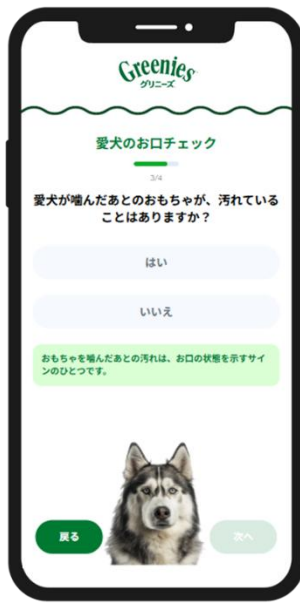 Greenies
グリニーズ
愛犬のお口チェック
3/4
愛犬が噛んだあとのおもちゃが、汚れている
ことはありますか？
はい
いいえ
おもちゃを噛んだあとの汚れは、お口の状態を示すサイ
ンのひとつです。
戻る
次へ